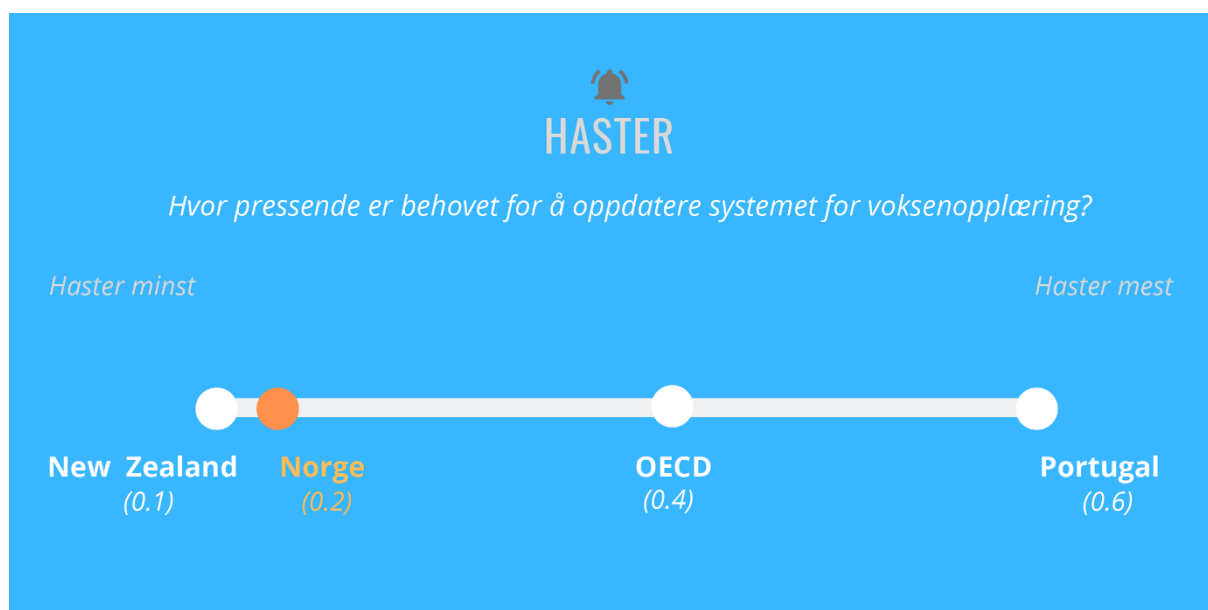 HASTER
Hvor pressende er behovet for å oppdatere systemet for voksenopplæring?
Haster minst
Haster mest
New Zealand
(0.1)
Norge
(0.2)
OECD
(0.4)
Portugal
(0.6)